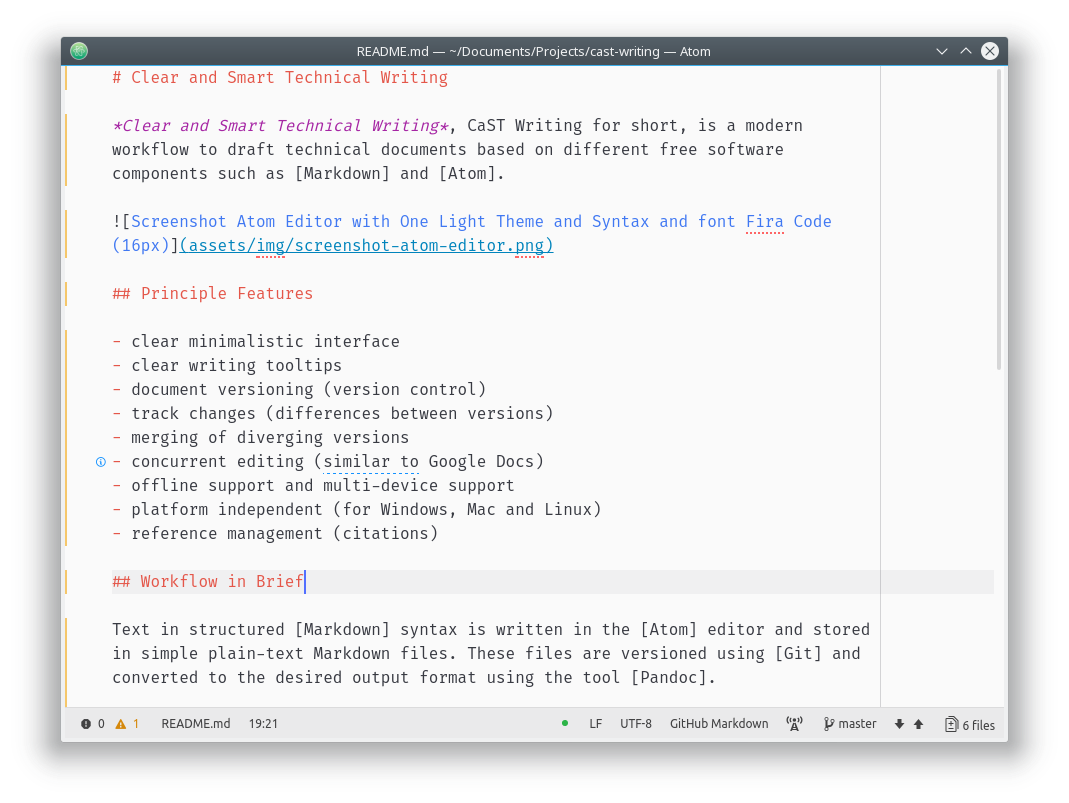 README.md — ~/Documents/Projects/cast-writing — Atom
# Clear and Smart Technical Writing
*Clear and Smart Technical Writing*, CaST Writing for short, is a modern
workflow to draft technical documents based on different free software
components such as [Markdown] and [Atom].
![Screenshot Atom Editor with One Light Theme and Syntax and font Fira Code
(16px)](assets/img/screenshot-atom-editor.png)
## Principle Features
- clear minimalistic interface
- clear writing tooltips
- document versioning (version control)
- track changes (differences between versions)
- merging of diverging versions
- concurrent editing (similar to Google Docs)
- offline support and multi-device support
- platform independent (for Windows, Mac and Linux)
- reference management (citations)
## Workflow in Brief
Text in structured [Markdown] syntax is written in the [Atom] editor and stored
in simple plain-text Markdown files. These files are versioned using [Git] and
converted to the desired output format using the tool [Pandoc].
0 1 README.md 19:21 LF UTF-8 GitHub Markdown master 6 files